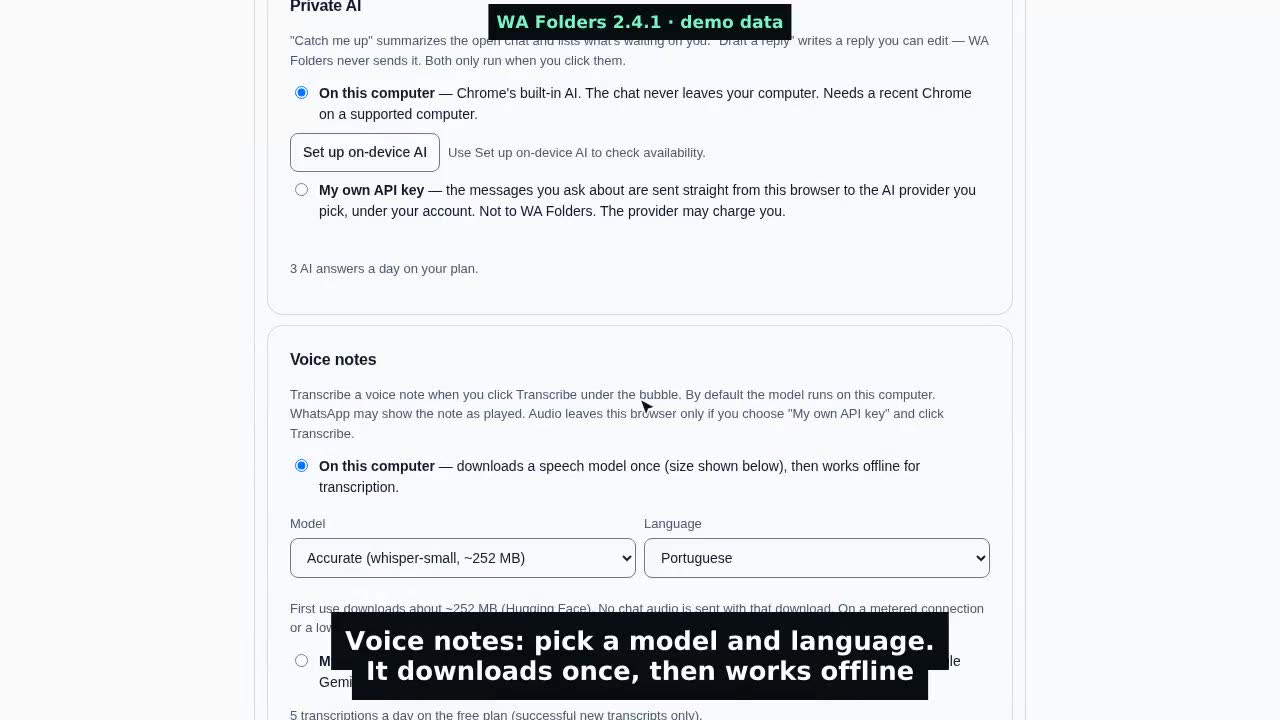 Private AI
WA Folders 2.4.1 · demo data
"Catch me up" summarizes the open chat and lists what's waiting on you. "Draft a reply" writes a reply you can edit — WA
Folders never sends it. Both only run when you click them.
On this computer — Chrome's built-in AI. The chat never leaves your computer. Needs a recent Chrome
on a supported computer.
Set up on-device AI
Use Set up on-device AI to check availability.
My own API key — the messages you ask about are sent straight from this browser to the AI provider you
pick, under your account. Not to WA Folders. The provider may charge you.
3 AI answers a day on your plan.
Voice notes
Transcribe a voice note when you click Transcribe under the bubble. By default the model runs on this computer.
WhatsApp may show the note as played. Audio leaves this browser only if you choose "My own API key" and click
Transcribe.
On this computer — downloads a speech model once (size shown below), then works offline for
transcription.
Model
Language
Accurate (whisper-small, ~252 MB)
Portuguese
First use downloads about ~252 MB (Hugging Face). No chat audio is sent with that download. On a metered connection
or a
Voice notes: pick a model and language.
It downloads once, then works offline
5 transcriptions a day on the free plan (successful new transcripts only).